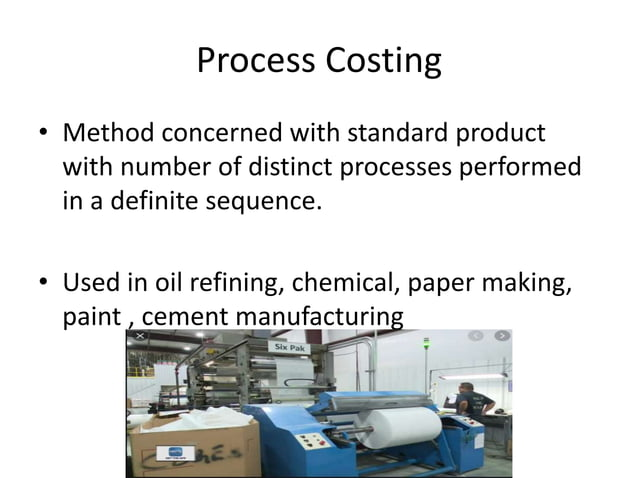 Process Costing
• Method concerned with standard product
with number of distinct processes performed
in a definite sequence.
• Used in oil refining, chemical, paper making,
paint , cement manufacturing
Six Pak